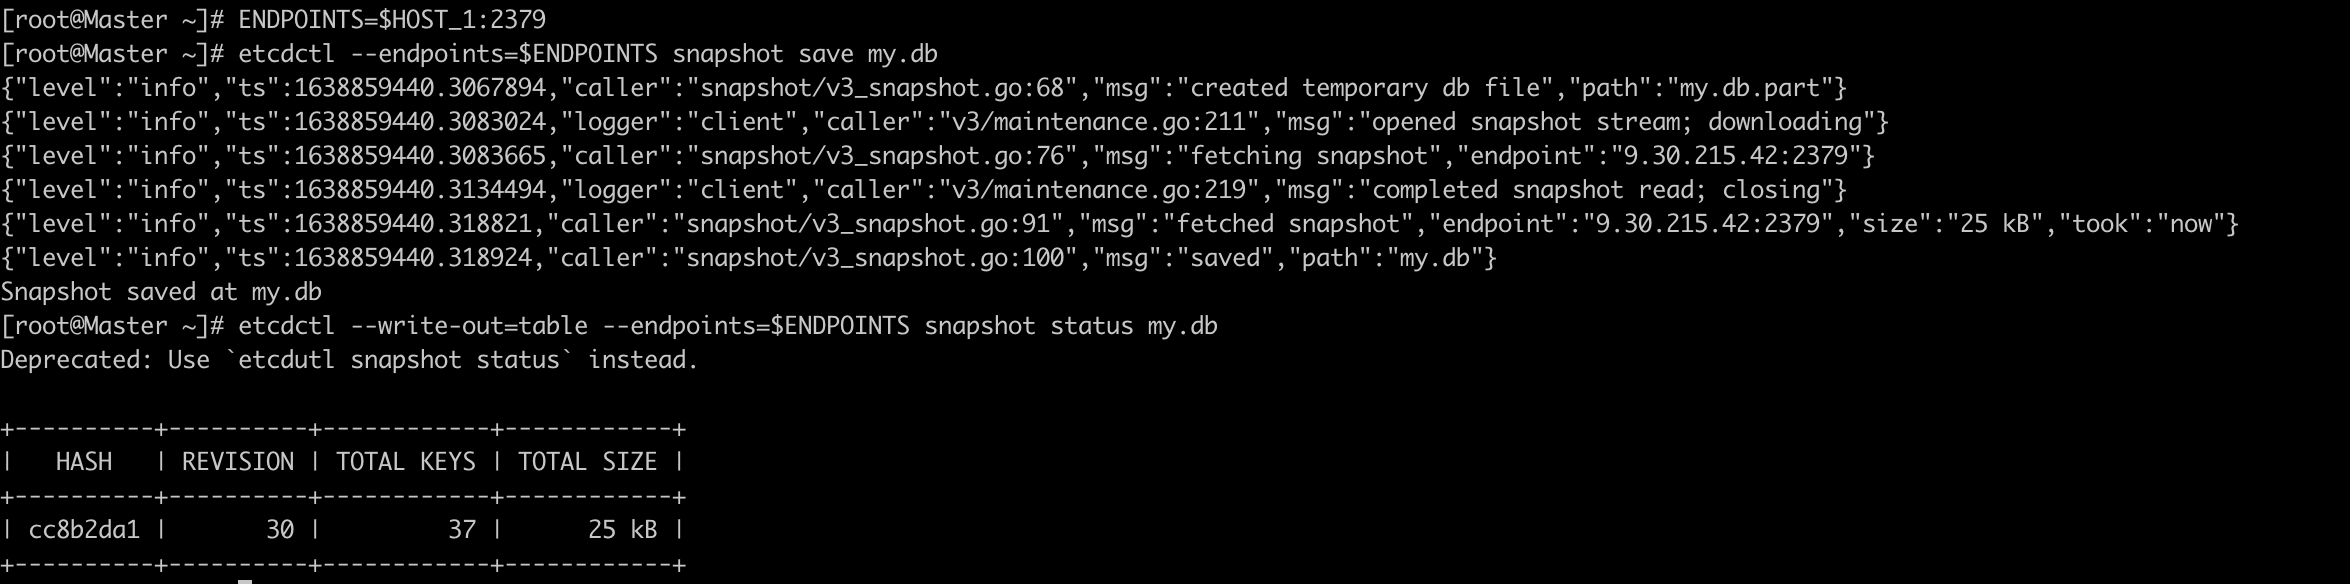 [root@Master ~]# ENDPOINTS=$HOST_1:2379
[root@Master ~]# etcdctl --endpoints=$ENDPOINTS snapshot save my.db
{"level":"info","ts":1638859440.3067894,"caller":"snapshot/v3_snapshot.go:68","msg":"created temporary db file","path":"my.db.part"}
{"level":"info","ts":1638859440.3083024,"logger":"client","caller":"v3/maintenance.go:211","msg":"opened snapshot stream; downloading"}
{"level":"info","ts":1638859440.3083665,"caller":"snapshot/v3_snapshot.go:76","msg":"fetching snapshot","endpoint":"9.30.215.42:2379"}
{"level":"info","ts":1638859440.3134494,"logger":"client","caller":"v3/maintenance.go:219","msg":"completed snapshot read; closing"}
{"level":"info","ts":1638859440.318821,"caller":"snapshot/v3_snapshot.go:91","msg":"fetched snapshot","endpoint":"9.30.215.42:2379","size":"25 kB","took":"now"}
{"level":"info","ts":1638859440.318924,"caller":"snapshot/v3_snapshot.go:100","msg":"saved","path":"my.db"}
Snapshot saved at my.db
[root@Master ~]# etcdctl --write-out=table --endpoints=$ENDPOINTS snapshot status my.db
Deprecated: Use `etcdutl snapshot status` instead.

+----------+----------+------------+------------+
|   HASH   | REVISION | TOTAL KEYS | TOTAL SIZE |
+----------+----------+------------+------------+
| cc8b2da1 |       30 |         37 |      25 kB |
+----------+----------+------------+------------+